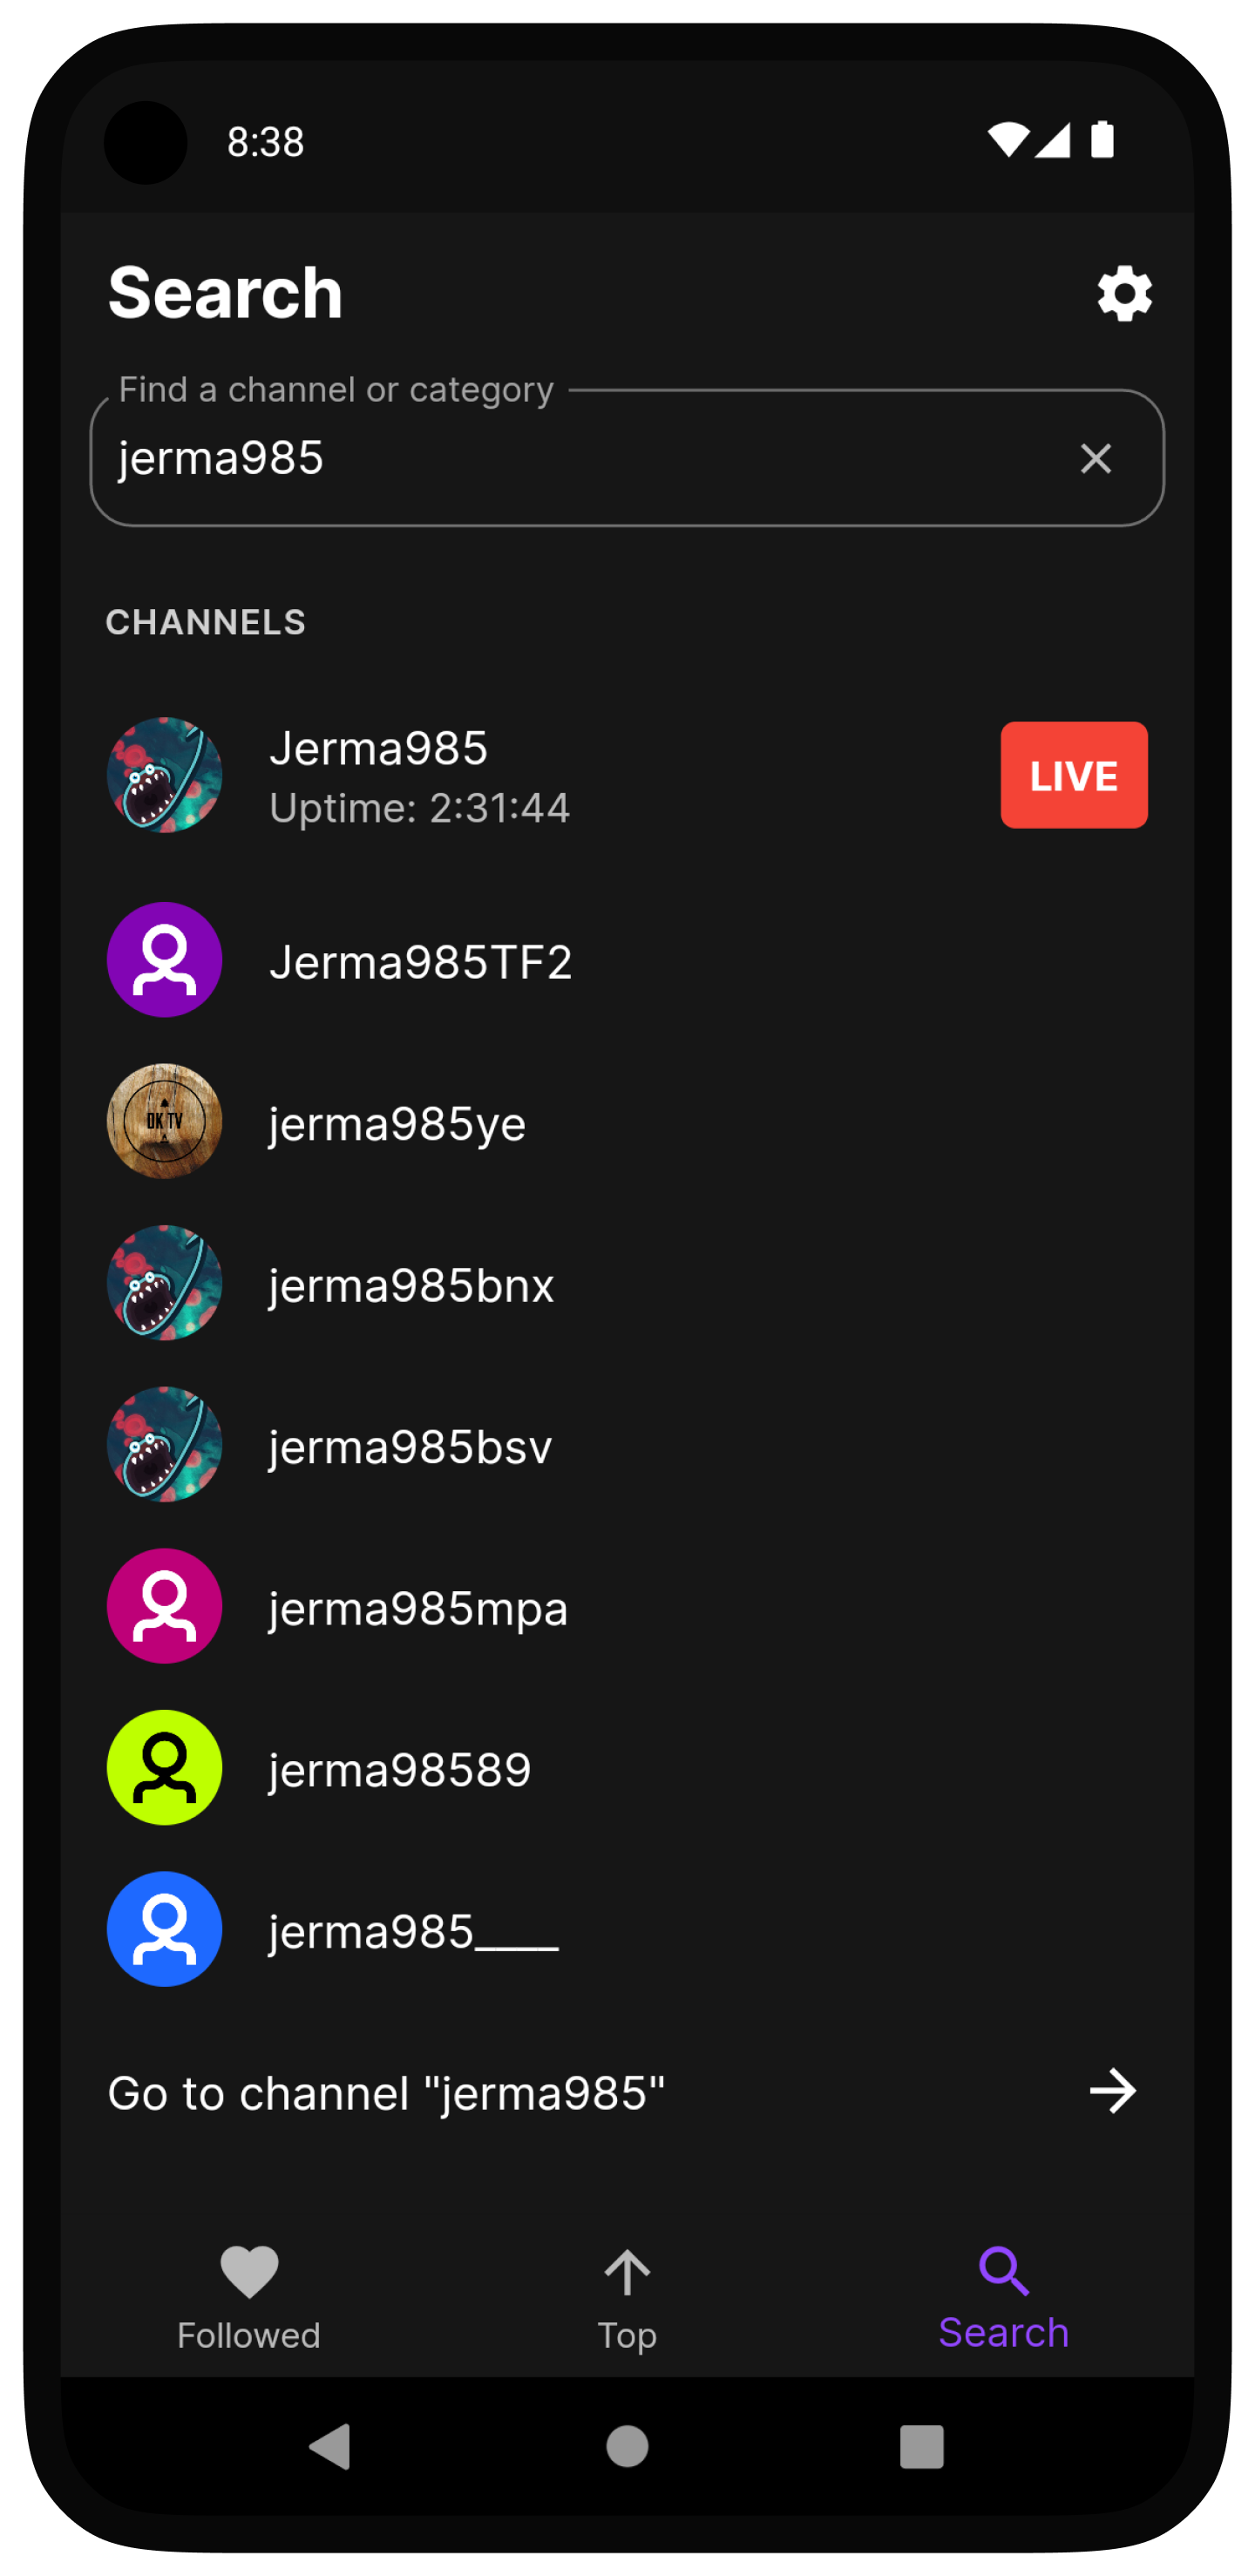 8:38
Search
Find a channel or category
jerma985
CHANNELS
Jerma985
Uptime: 2:31:44
LIVE
Jerma985TF2
OK TV
jerma985ye
jerma985bnx
jerma985bsv
jerma985mpa
jerma98589
jerma985____
Go to channel "jerma985"
Followed
Top
Search